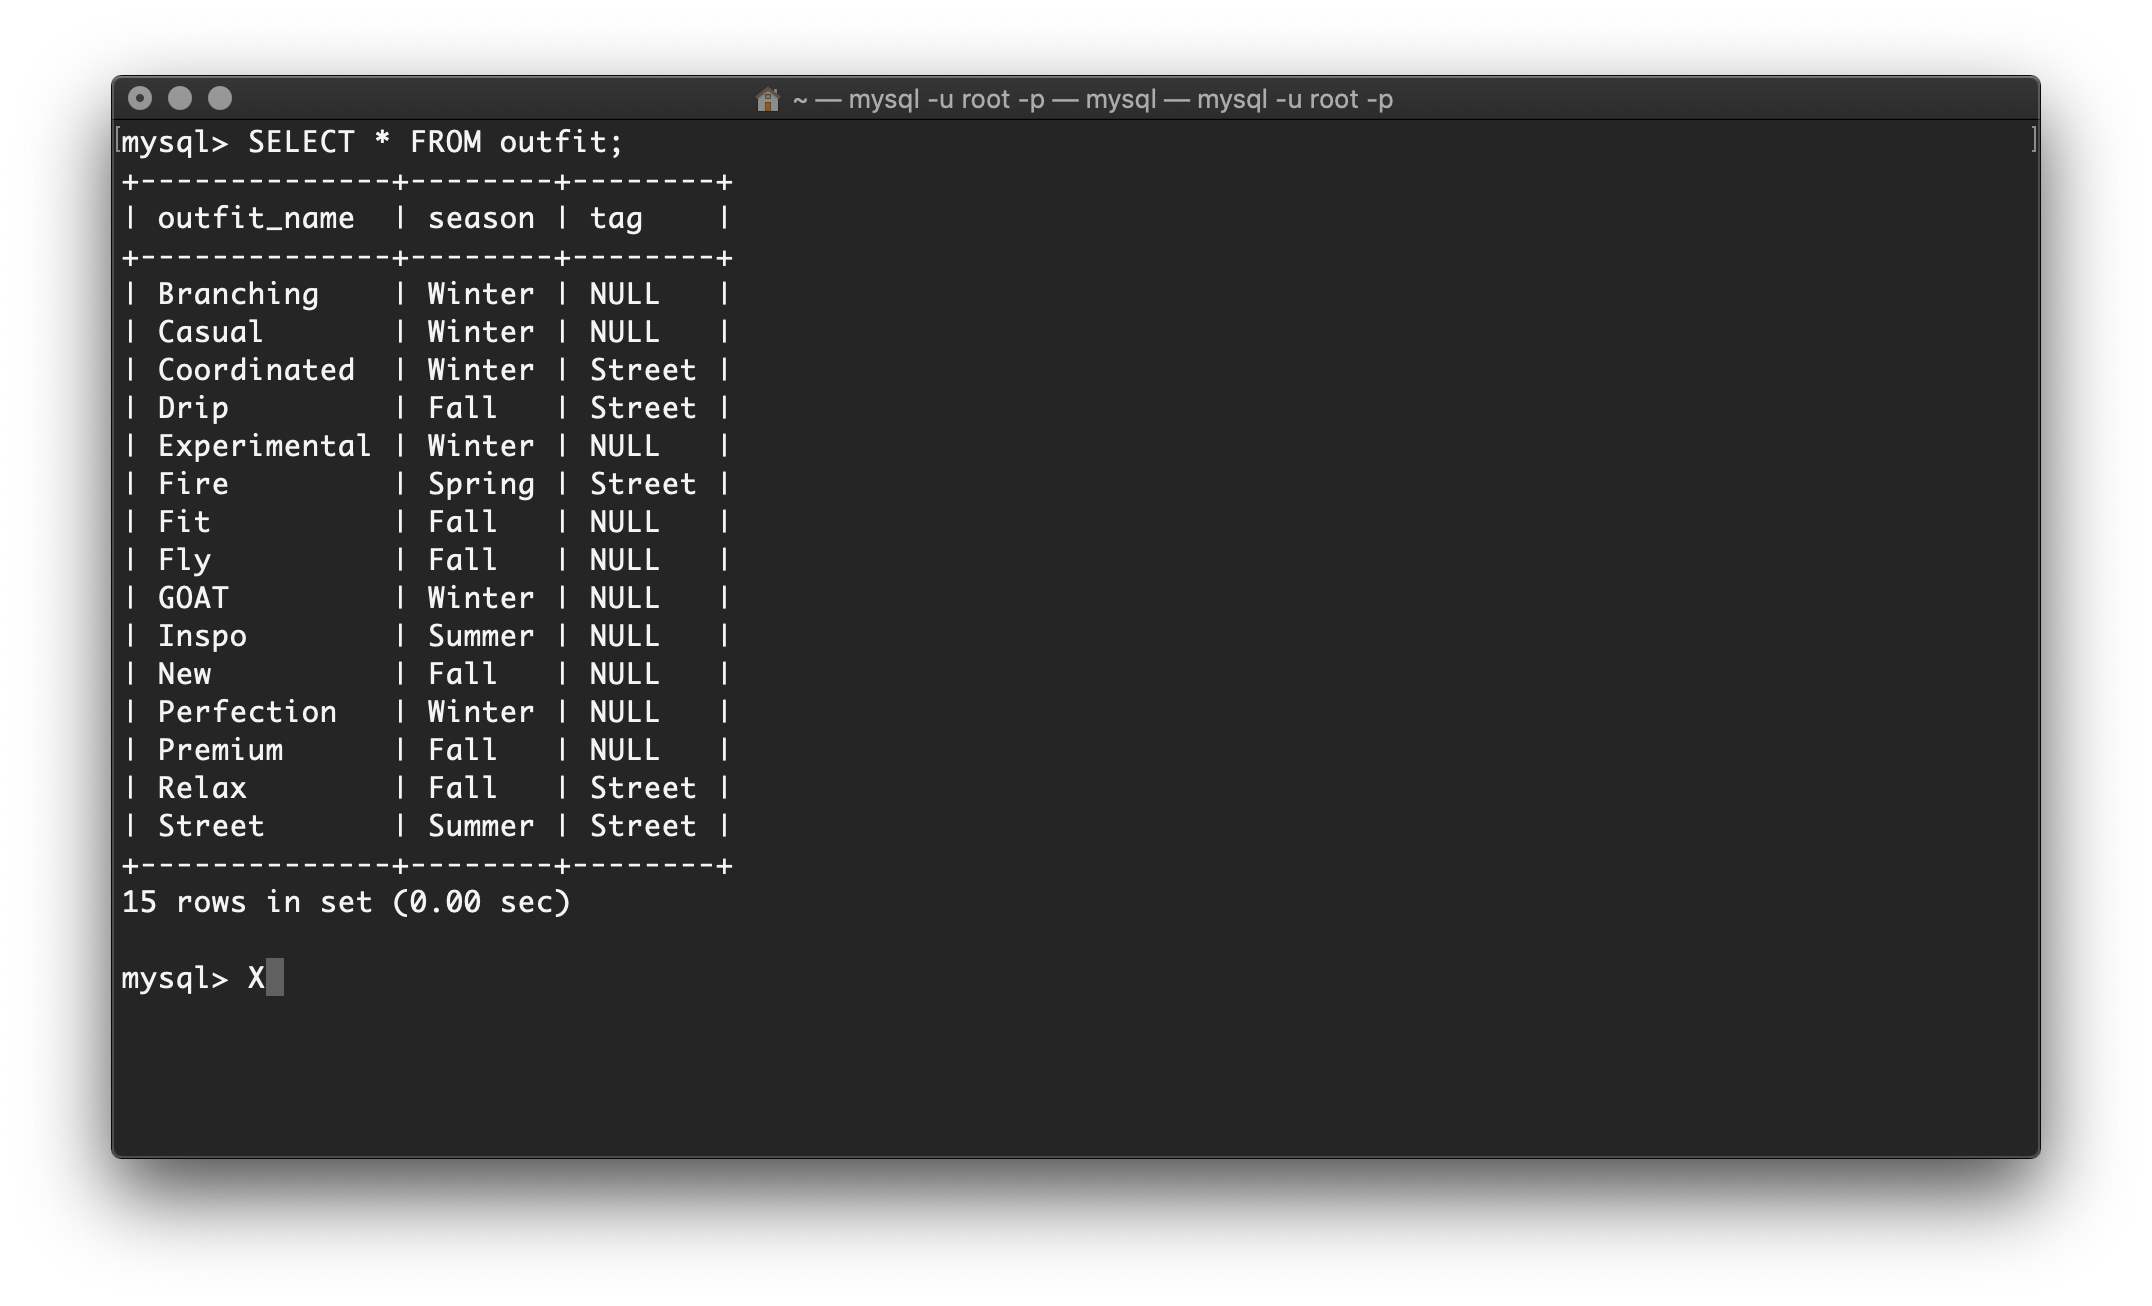 ~ — mysql -u root -p — mysql — mysql -u root -p
[mysql> SELECT * FROM outfit; ]
+--------------+--------+--------+
| outfit_name  | season | tag    |
+--------------+--------+--------+
| Branching    | Winter | NULL   |
| Casual       | Winter | NULL   |
| Coordinated  | Winter | Street |
| Drip         | Fall   | Street |
| Experimental | Winter | NULL   |
| Fire         | Spring | Street |
| Fit          | Fall   | NULL   |
| Fly          | Fall   | NULL   |
| GOAT         | Winter | NULL   |
| Inspo        | Summer | NULL   |
| New          | Fall   | NULL   |
| Perfection   | Winter | NULL   |
| Premium      | Fall   | NULL   |
| Relax        | Fall   | Street |
| Street       | Summer | Street |
+--------------+--------+--------+
15 rows in set (0.00 sec)
mysql> X